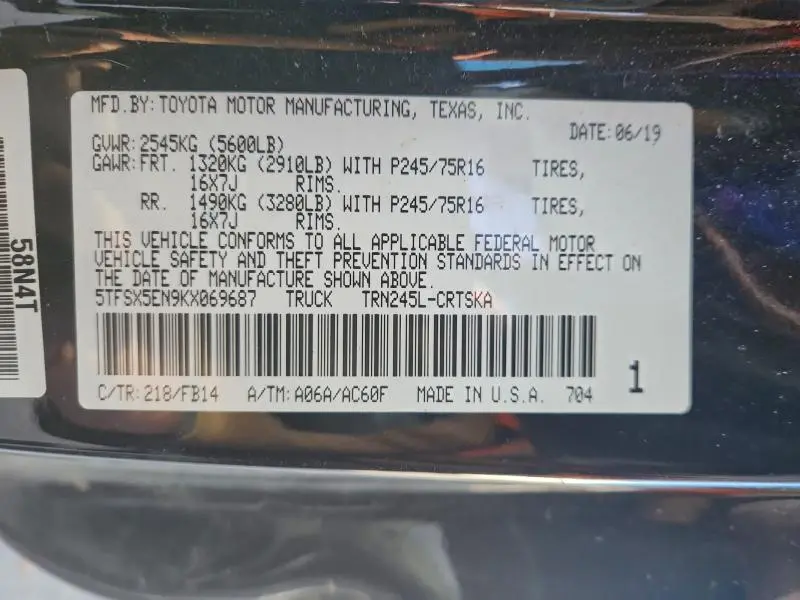 MFD.BY:TOYOTA MOTOR MANUFACTURING, TEXAS, INC.
DATE:06/19
GVWR:2545KG (5600LB)
GAWR:FRT. 1320KG (2910LB) WITH P245/75R16 TIRES,
16X7J RIMS.
RR. 1490KG (3280LB) WITH P245/75R16 TIRES,
16X7J RIMS.
THIS VEHICLE CONFORMS TO ALL APPLICABLE FEDERAL MOTOR
VEHICLE SAFETY AND THEFT PREVENTION STANDARDS IN EFFECT ON
THE DATE OF MANUFACTURE SHOWN ABOVE.
5TFSX5EN9KX069687 TRUCK TRN245L-CRTSKA
C/TR:218/FB14 A/TM:A06A/AC60F MADE IN U.S.A. 704
1
58N4T